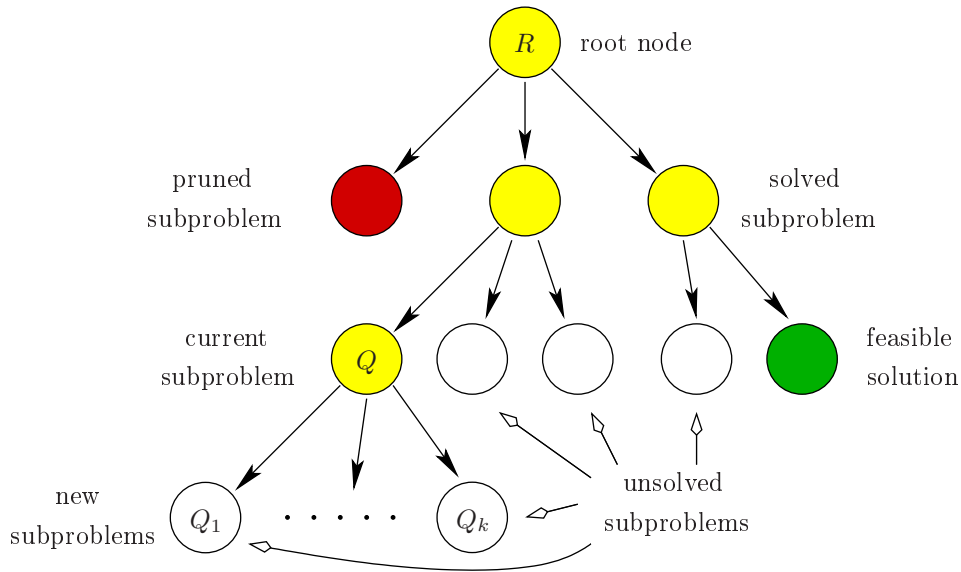 R
root node
pruned
subproblem
solved
subproblem
current
subproblem
Q
feasible
solution
new
subproblems
Q1
. . . . .
Qk
unsolved
subproblems